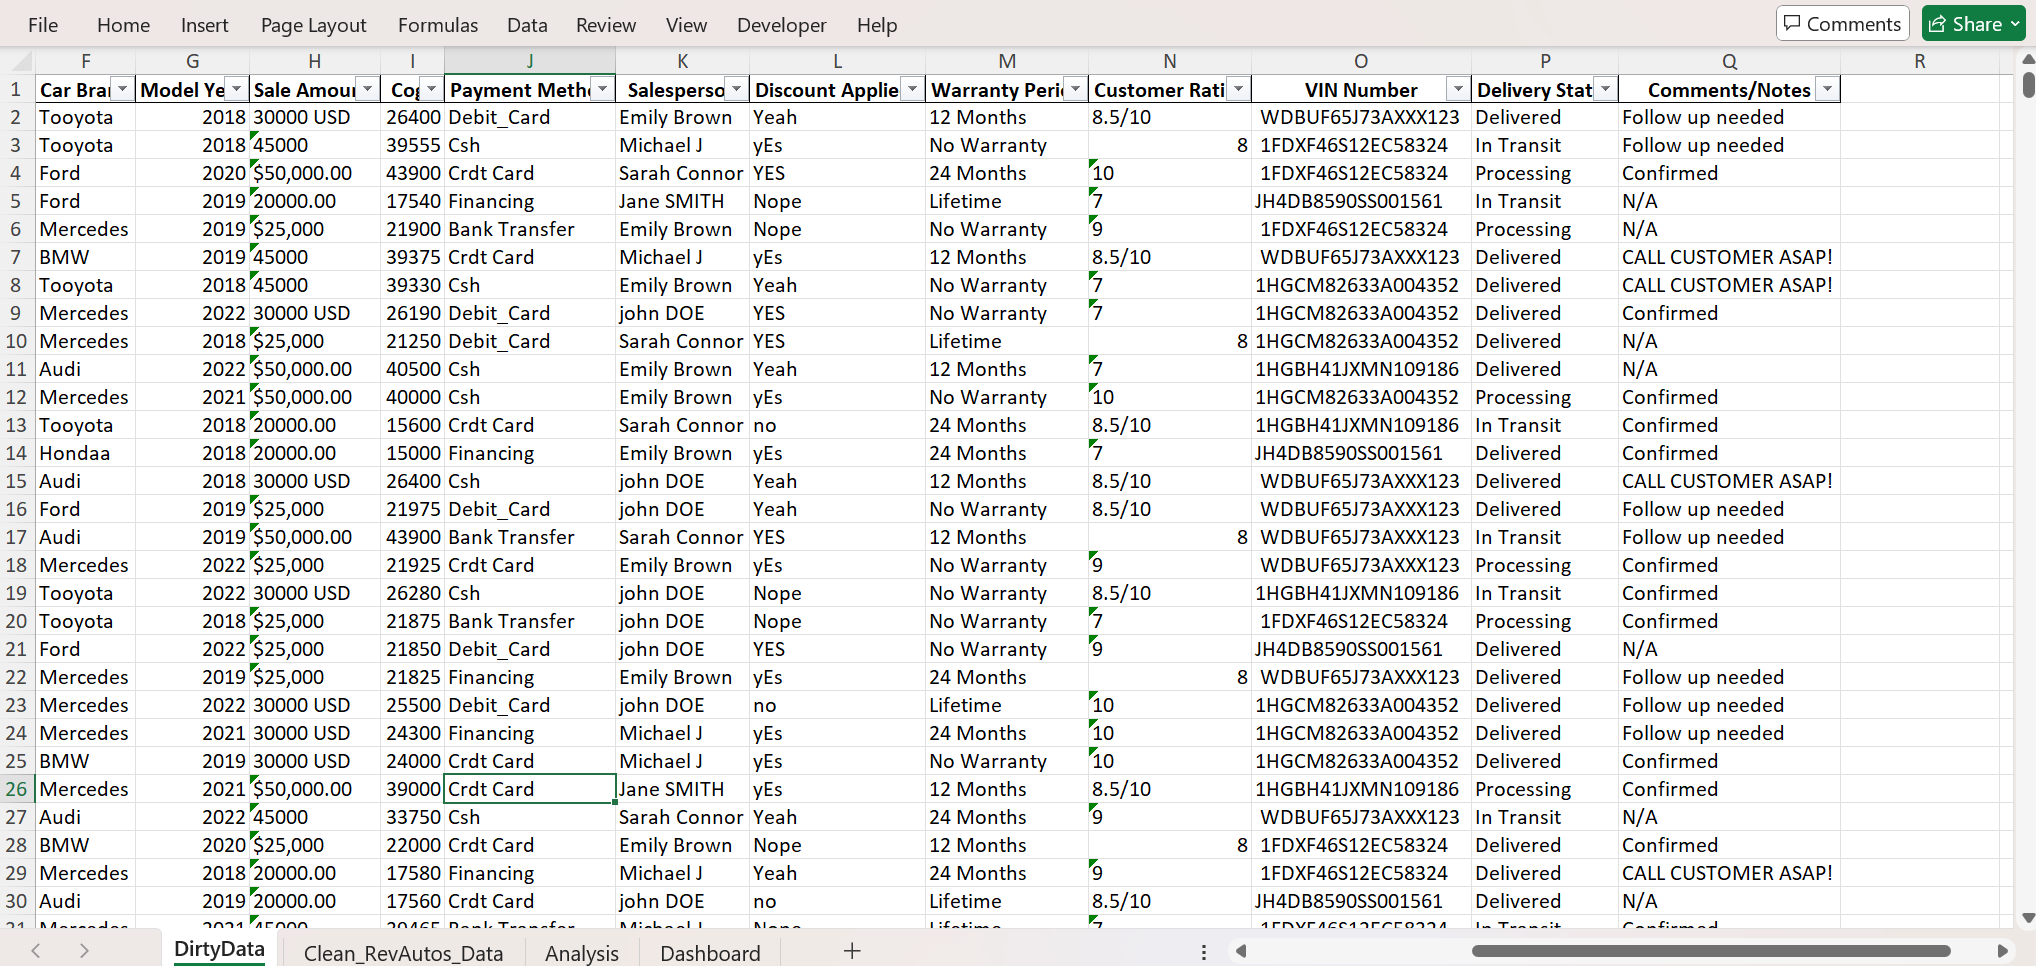 File Home Insert Page Layout Formulas Data Review View Developer Help Comments Share
F G H I J K L M N O P Q R
1 Car Bra Model Ye Sale Amou Cog Payment Meth Salesperso Discount Applie Warranty Peri Customer Rati VIN Number Delivery Stat Comments/Notes
2 Tooyota 2018 30000 USD 26400 Debit_Card Emily Brown Yeah 12 Months 8.5/10 WDBUF65J73AXXX123 Delivered Follow up needed
3 Tooyota 2018 45000 39555 Csh Michael J yEs No Warranty 8 1FDXF46S12EC58324 In Transit Follow up needed
4 Ford 2020 $50,000.00 43900 Crdt Card Sarah Connor YES 24 Months 10 1FDXF46S12EC58324 Processing Confirmed
5 Ford 2019 20000.00 17540 Financing Jane SMITH Nope Lifetime 7 JH4DB8590SS001561 In Transit N/A
6 Mercedes 2019 $25,000 21900 Bank Transfer Emily Brown Nope No Warranty 9 1FDXF46S12EC58324 Processing N/A
7 BMW 2019 45000 39375 Crdt Card Michael J yEs 12 Months 8.5/10 WDBUF65J73AXXX123 Delivered CALL CUSTOMER ASAP!
8 Tooyota 2018 45000 39330 Csh Emily Brown Yeah No Warranty 7 1HGCM82633A004352 Delivered CALL CUSTOMER ASAP!
9 Mercedes 2022 30000 USD 26190 Debit_Card john DOE YES No Warranty 7 1HGCM82633A004352 Delivered Confirmed
10 Mercedes 2018 $25,000 21250 Debit_Card Sarah Connor YES Lifetime 8 1HGCM82633A004352 Delivered N/A
11 Audi 2022 $50,000.00 40500 Csh Emily Brown Yeah 12 Months 7 1HGBH41JXMN109186 Delivered N/A
12 Mercedes 2021 $50,000.00 40000 Csh Emily Brown yEs No Warranty 10 1HGCM82633A004352 Processing Confirmed
13 Tooyota 2018 20000.00 15600 Crdt Card Sarah Connor no 24 Months 8.5/10 1HGBH41JXMN109186 In Transit Confirmed
14 Hondaa 2018 20000.00 15000 Financing Emily Brown yEs 24 Months 7 JH4DB8590SS001561 Delivered Confirmed
15 Audi 2018 30000 USD 26400 Csh john DOE Yeah 12 Months 8.5/10 WDBUF65J73AXXX123 Delivered CALL CUSTOMER ASAP!
16 Ford 2019 $25,000 21975 Debit_Card john DOE Yeah No Warranty 8.5/10 WDBUF65J73AXXX123 Delivered Follow up needed
17 Audi 2019 $50,000.00 43900 Bank Transfer Sarah Connor YES 12 Months 8 WDBUF65J73AXXX123 In Transit Follow up needed
18 Mercedes 2022 $25,000 21925 Crdt Card Emily Brown yEs No Warranty 9 WDBUF65J73AXXX123 Processing Confirmed
19 Tooyota 2022 30000 USD 26280 Csh john DOE Nope No Warranty 8.5/10 1HGBH41JXMN109186 In Transit Confirmed
20 Tooyota 2018 $25,000 21875 Bank Transfer john DOE Nope No Warranty 7 1FDXF46S12EC58324 Processing Confirmed
21 Ford 2022 $25,000 21850 Debit_Card john DOE YES No Warranty 9 JH4DB8590SS001561 Delivered N/A
22 Mercedes 2019 $25,000 21825 Financing Emily Brown yEs 24 Months 8 WDBUF65J73AXXX123 Delivered Follow up needed
23 Mercedes 2022 30000 USD 25500 Debit_Card john DOE no Lifetime 10 1HGCM82633A004352 Delivered Follow up needed
24 Mercedes 2021 30000 USD 24300 Financing Michael J yEs 24 Months 10 1HGCM82633A004352 Delivered Follow up needed
25 BMW 2019 30000 USD 24000 Crdt Card Michael J yEs No Warranty 10 1HGCM82633A004352 Delivered Confirmed
26 Mercedes 2021 $50,000.00 39000 Crdt Card Jane SMITH yEs 12 Months 8.5/10 1HGBH41JXMN109186 Processing Confirmed
27 Audi 2022 45000 33750 Csh Sarah Connor Yeah 24 Months 9 WDBUF65J73AXXX123 In Transit N/A
28 BMW 2020 $25,000 22000 Crdt Card Emily Brown Nope 12 Months 8 1FDXF46S12EC58324 Delivered Confirmed
29 Mercedes 2018 20000.00 17580 Financing Michael J Yeah 24 Months 9 1FDXF46S12EC58324 Delivered CALL CUSTOMER ASAP!
30 Audi 2019 20000.00 17560 Crdt Card john DOE no Lifetime 8.5/10 JH4DB8590SS001561 Delivered N/A
DirtyData Clean_RevAutos_Data Analysis Dashboard